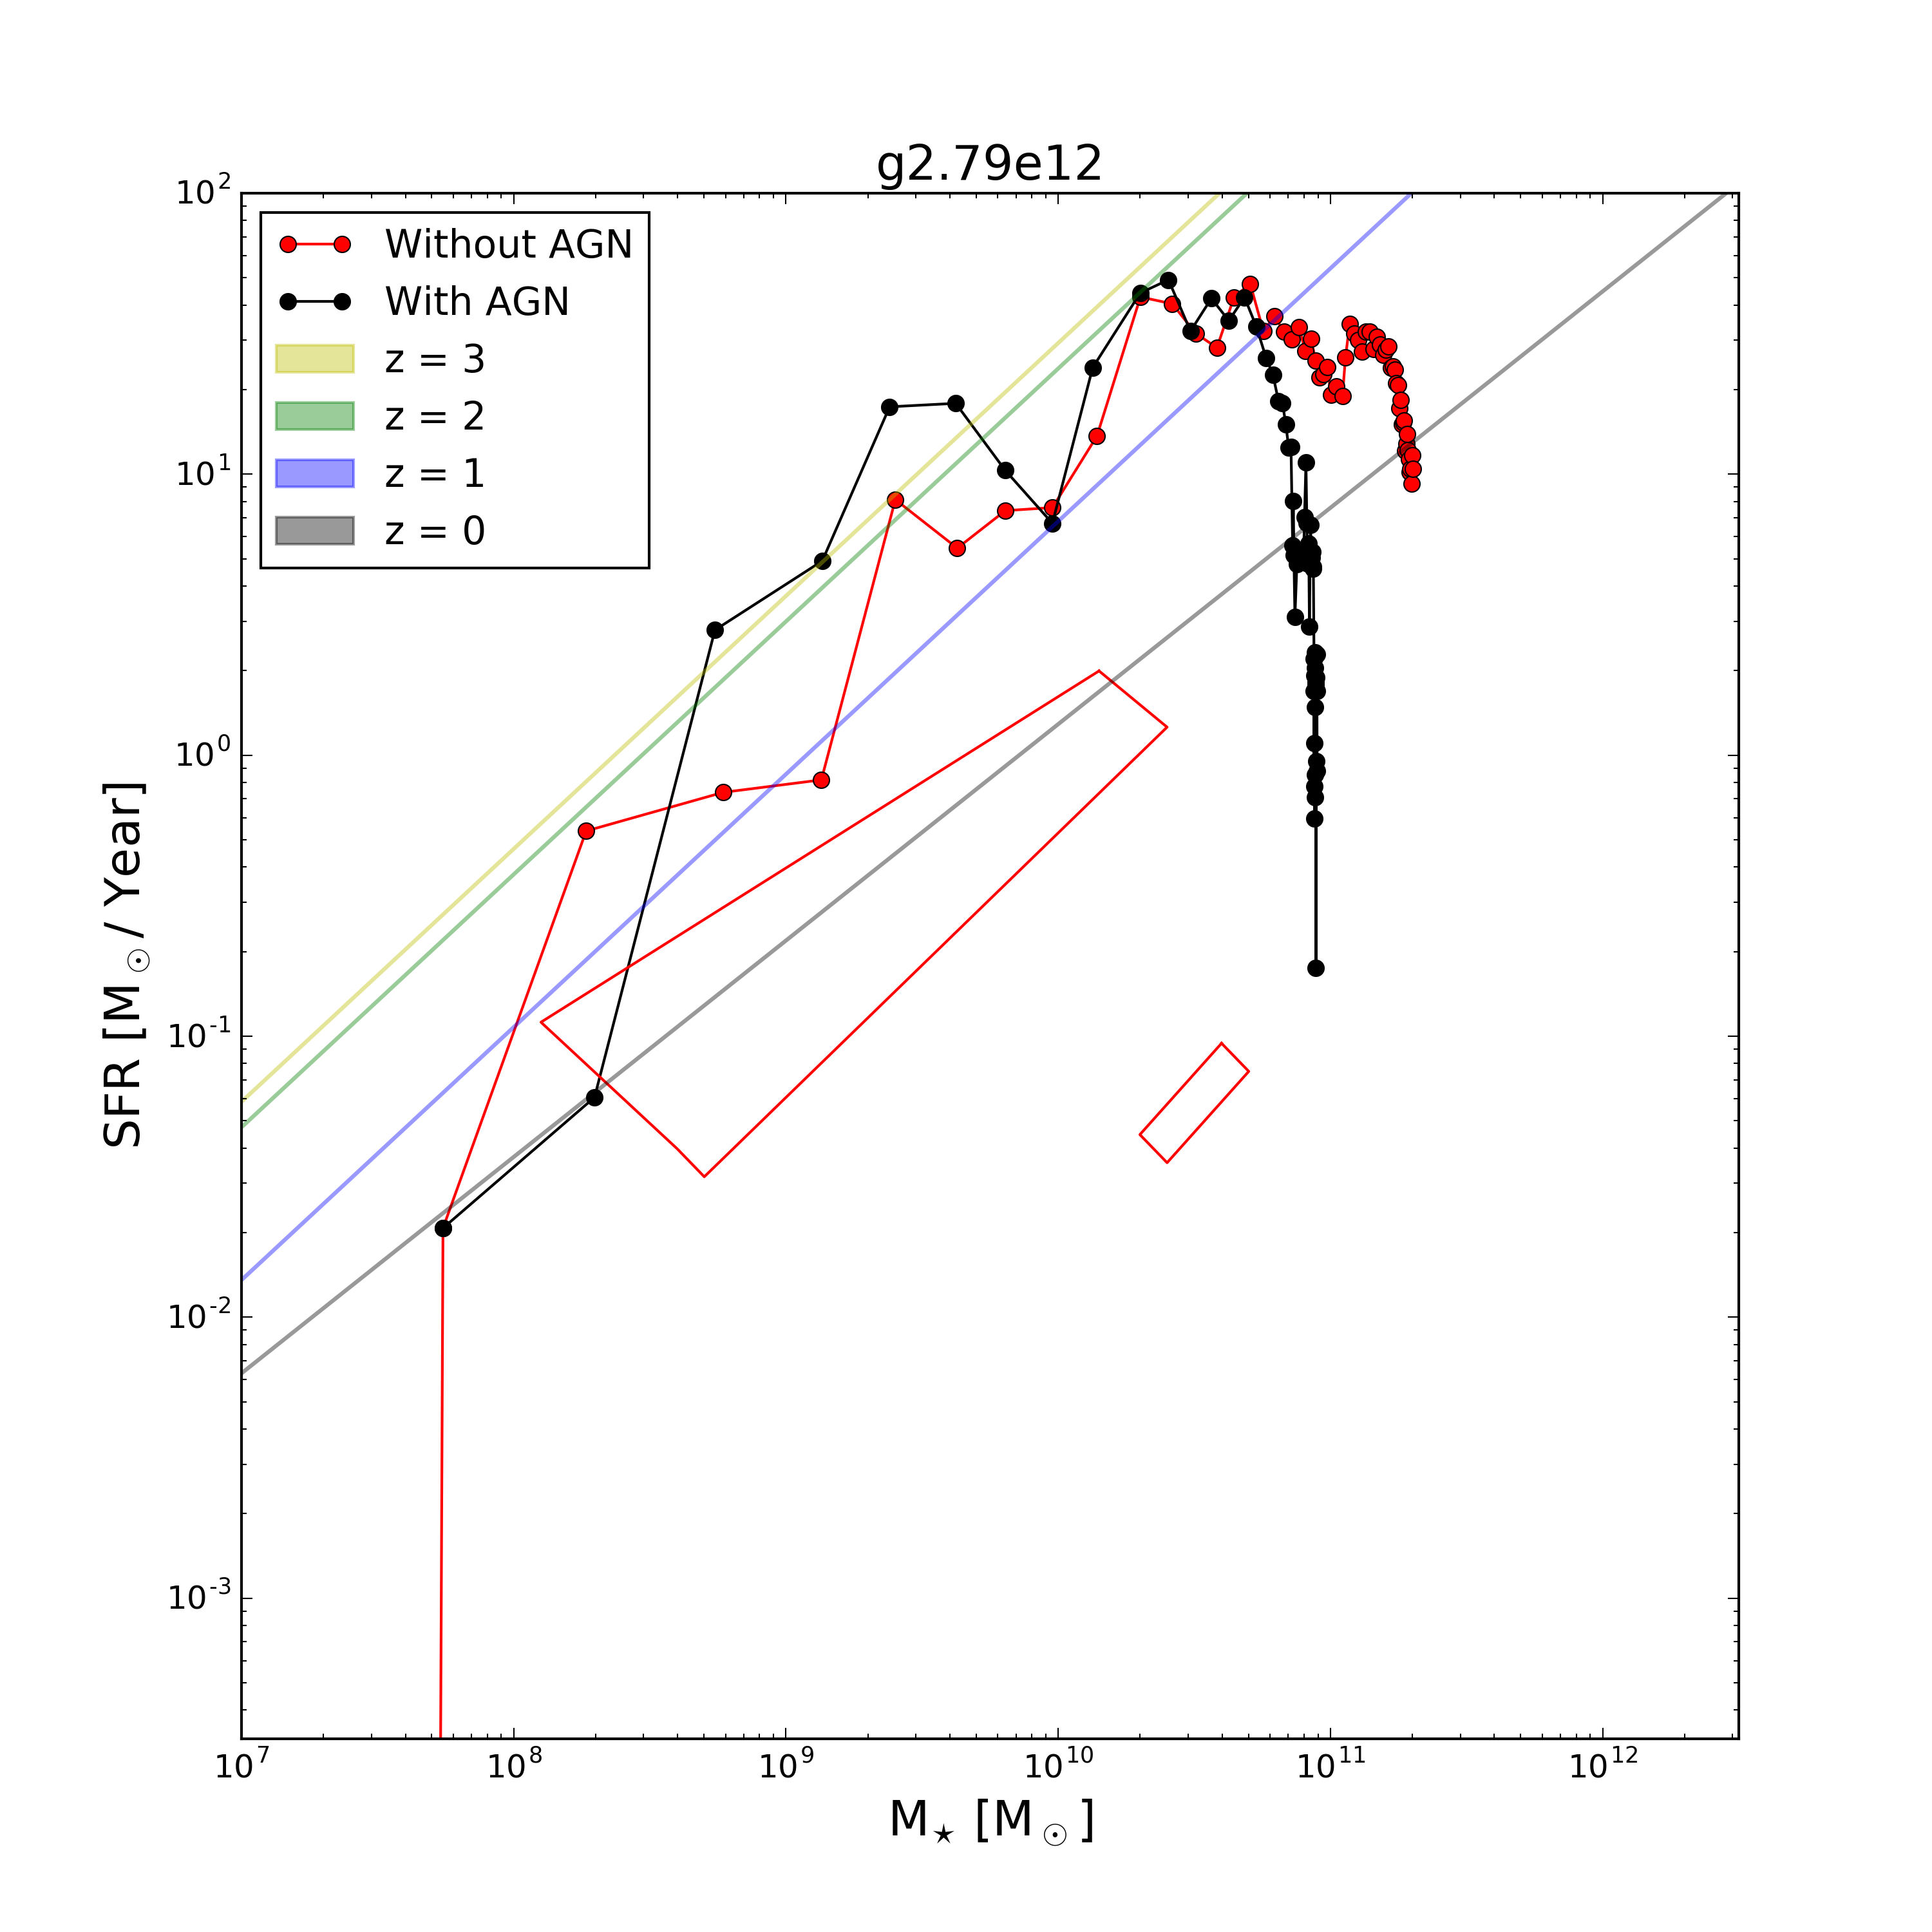 g2.79e12
Without AGN
With AGN
z = 3
z = 2
z = 1
z = 0
10^2
10^1
10^0
10^-1
10^-2
10^-3
SFR [M⊙/ Year]
10^7 10^8 10^9 10^10 10^11 10^12
M⋆ [M⊙]